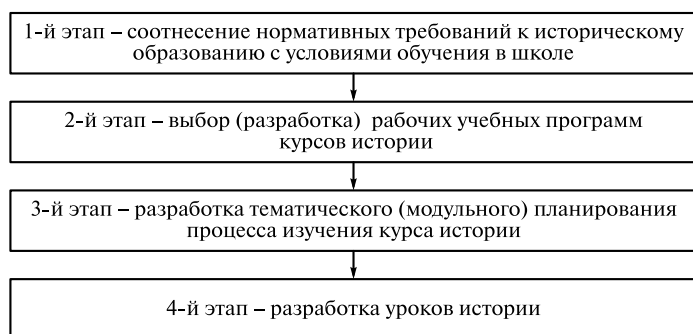 1-й этап – соотнесение нормативных требований к историческому
образованию с условиями обучения в школе
2-й этап – выбор (разработка) рабочих учебных программ
курсов истории
3-й этап – разработка тематического (модульного) планирования
процесса изучения курса истории
4-й этап – разработка уроков истории